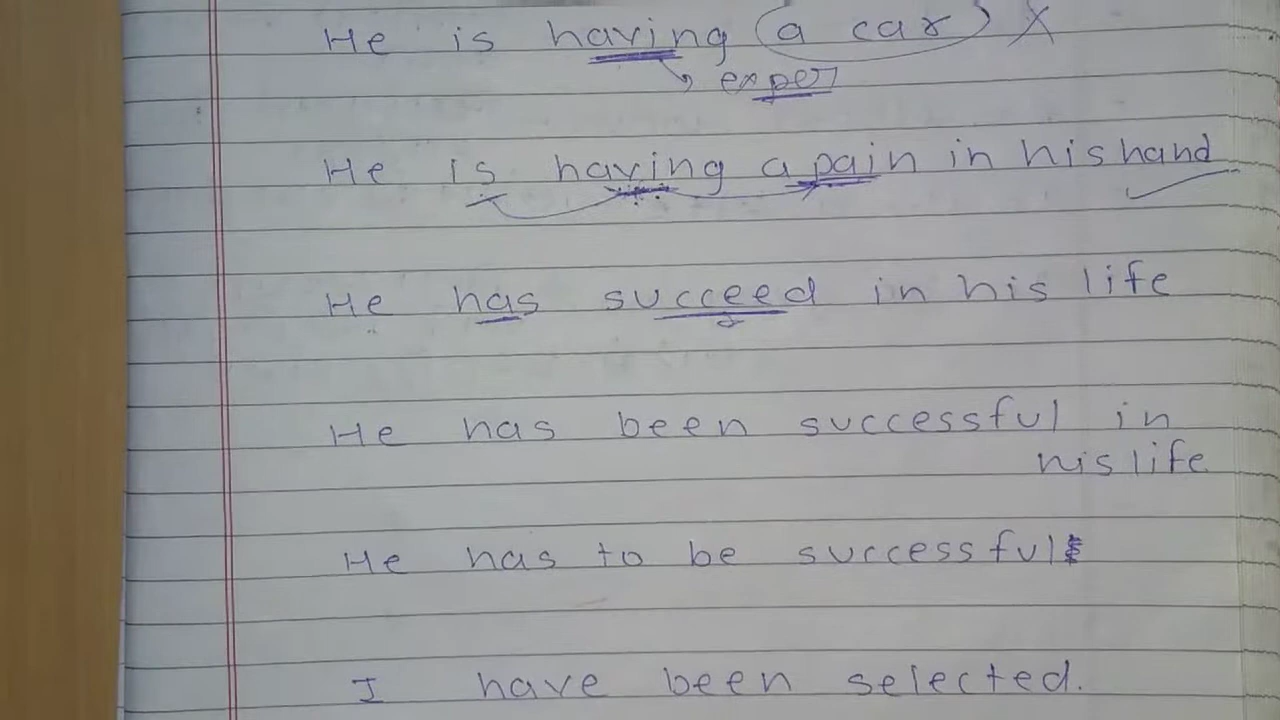 He is having (a car) X
exper
He is having a pain in his hand
He has succeed in his life
He has been successful in
his life
He has to be successful
I have been selected.